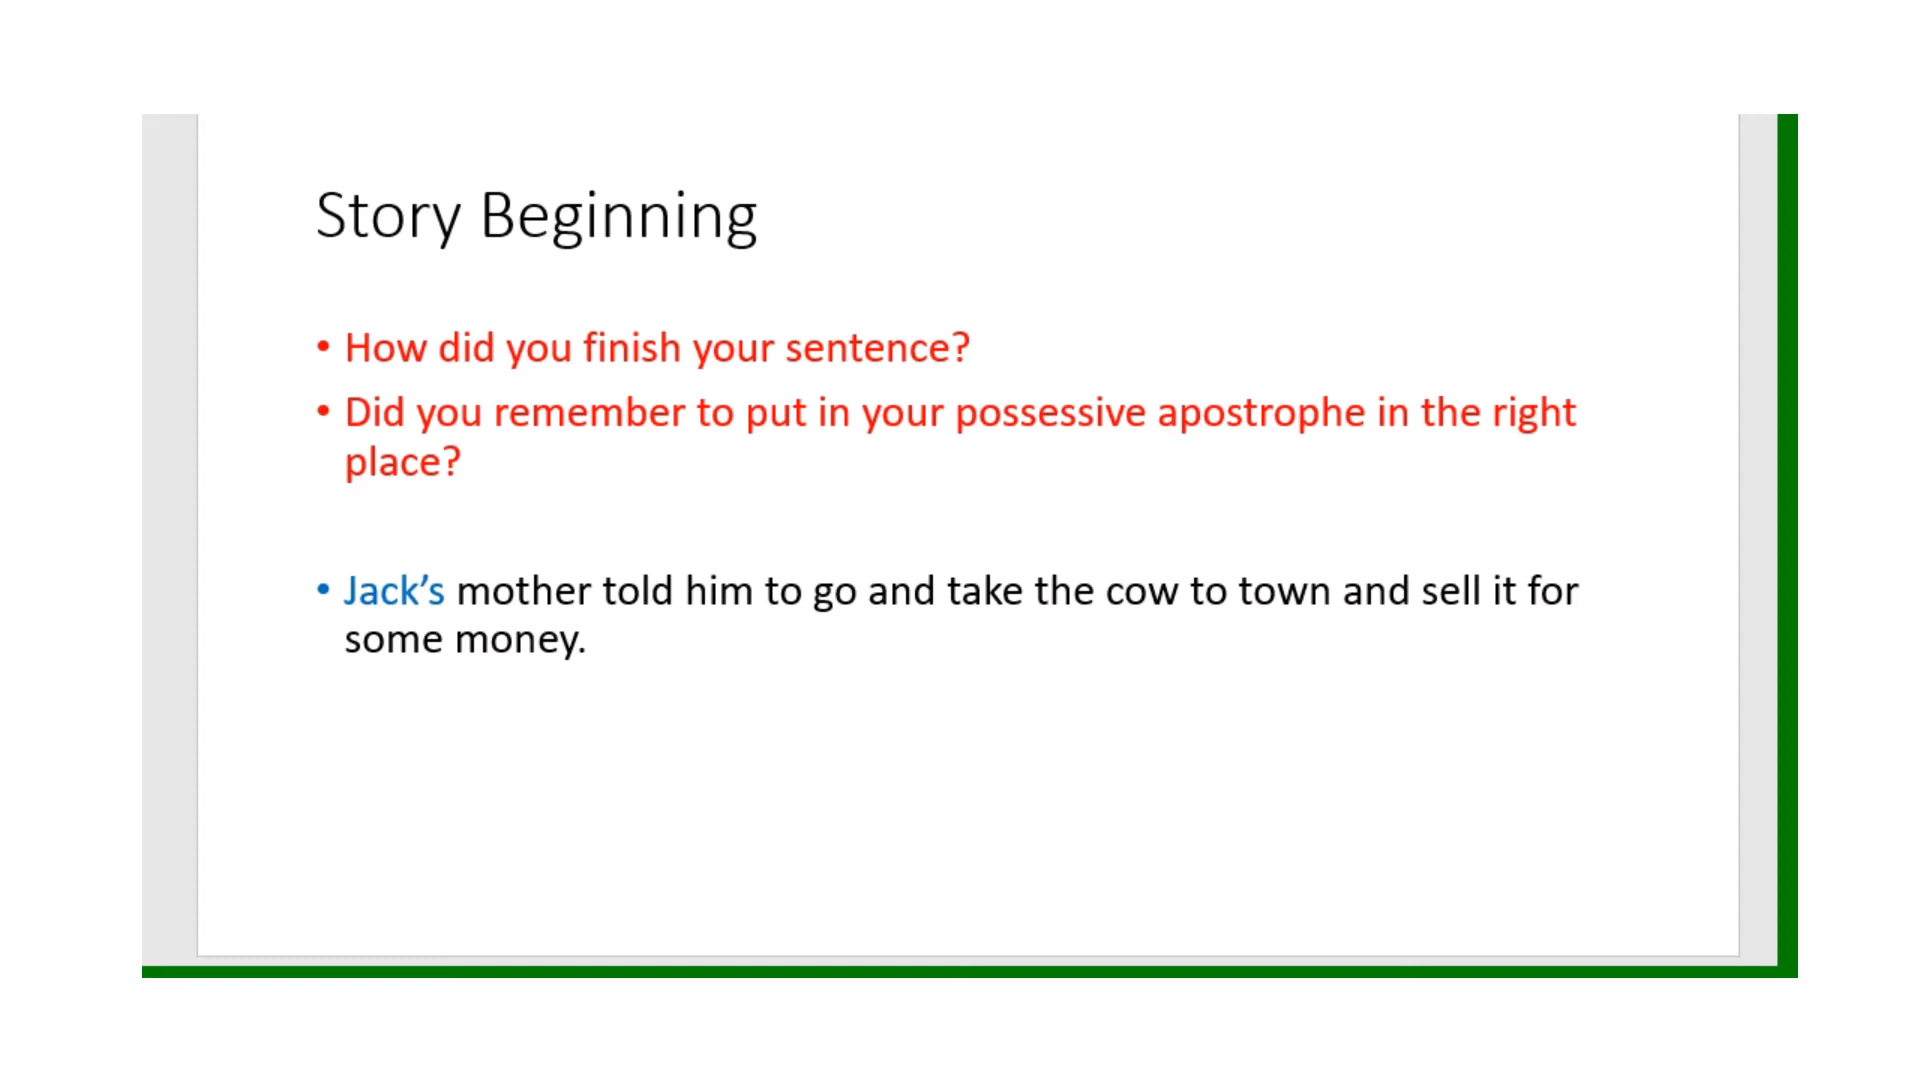 Story Beginning
• How did you finish your sentence?
• Did you remember to put in your possessive apostrophe in the right
place?
• Jack’s mother told him to go and take the cow to town and sell it for
some money.